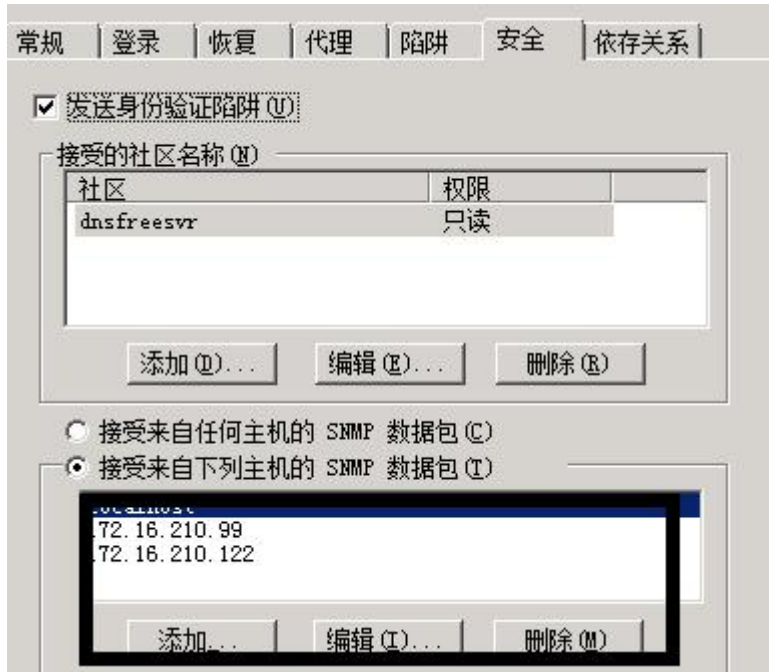 常规 登录 恢复 代理 陷阱 安全 依存关系
发送身份验证陷阱(U)
接受的社区名称(N)
社区 权限
dnsfreesvr 只读
添加(D)... 编辑(E)... 删除(R)
接受来自任何主机的 SNMP 数据包(C)
接受来自下列主机的 SNMP 数据包(T)
72.16.210.99
72.16.210.122
添加... 编辑(I)... 删除(M)